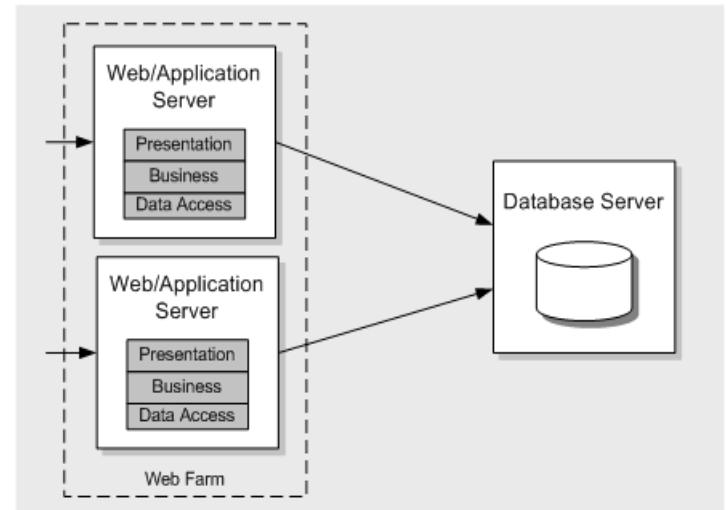 Web/Application
Server
Presentation
Business
Data Access
Web/Application
Server
Presentation
Business
Data Access
Web Farm
Database Server